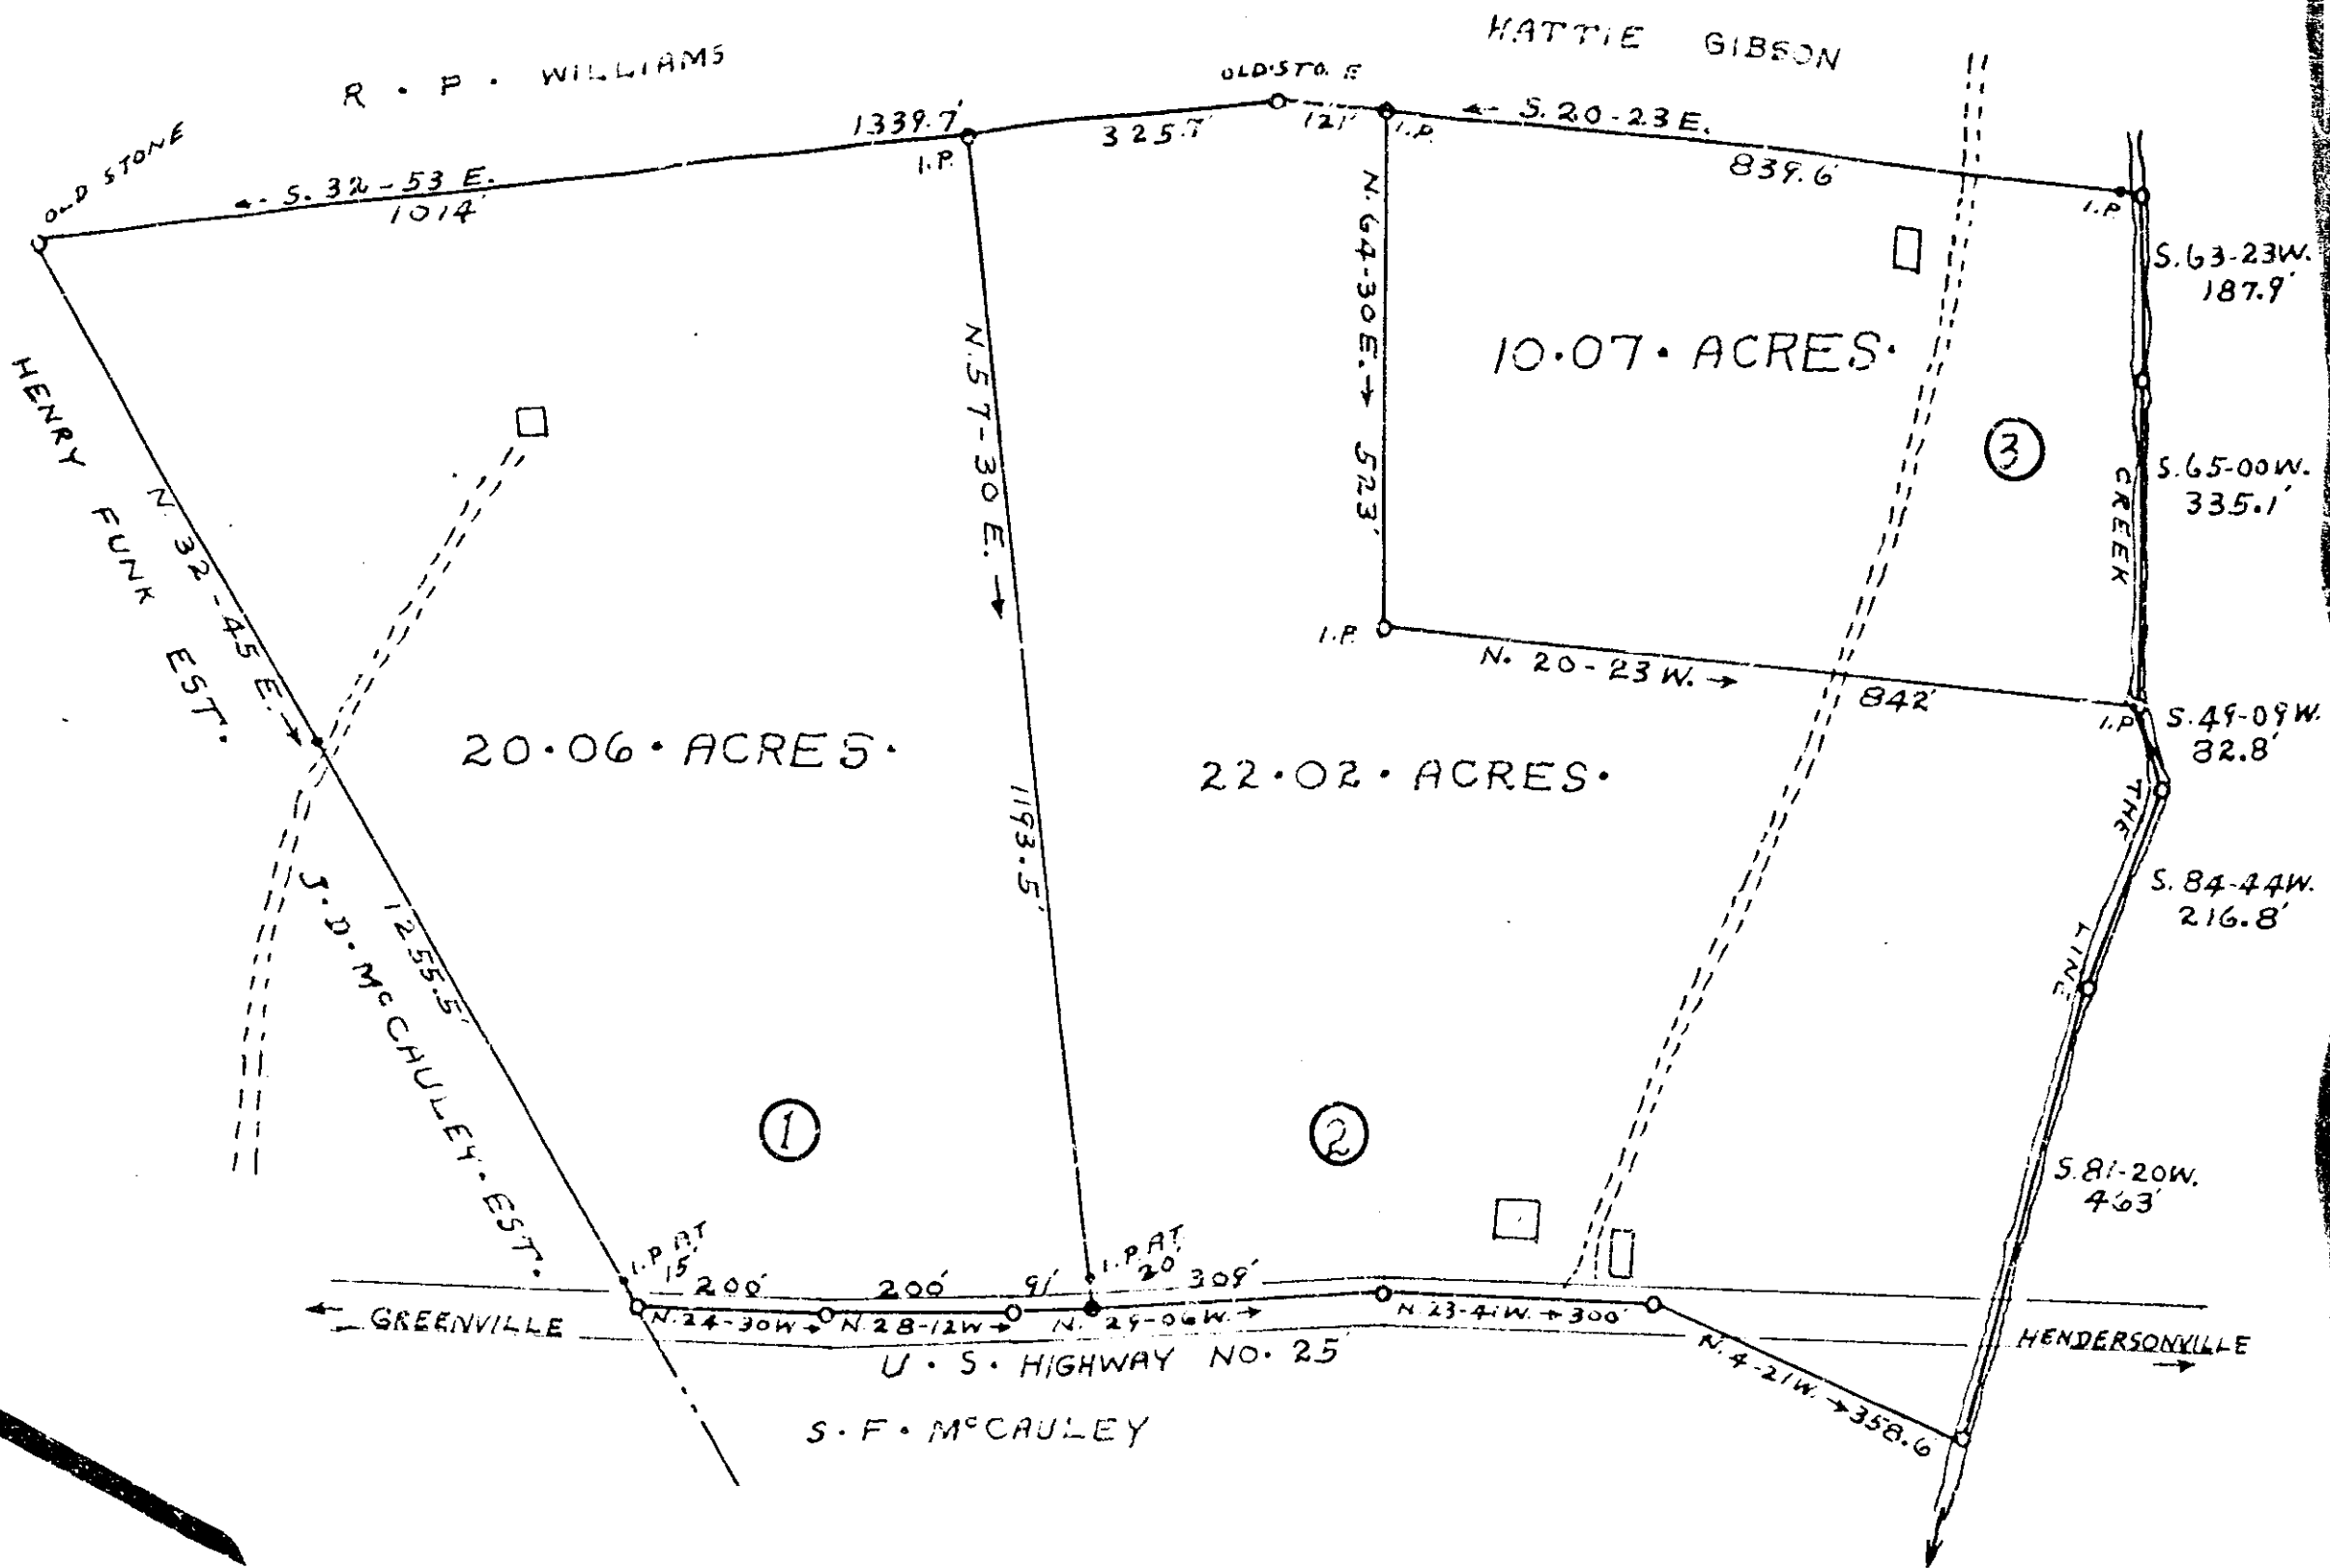 HATTIE GIBSON
R. P. WILLIAMS
OLD STONE
1339.7'
I.P.
325.7'
121'
I.P.
← S. 20-23 E.
839.6'
I.P.
← S. 32-53 E.
1014'
S. 63-23 W.
187.9'
N. 64-30 E. → 523'
10.07. ACRES.
3
S. 65-00 W.
335.1'
CREEK
THE
LINE
HENRY FUNK EST.
N. 32-45 E. →
1255.5'
N. 57-30 E. →
1193.5'
I.P.
N. 20-23 W. →
842'
I.P.
S. 49-09 W.
82.8'
20.06. ACRES.
22.02. ACRES.
S. 84-44 W.
216.8'
J. D. McCAULEY. EST.
1
2
S. 81-20 W.
463'
I.P. AT 15'
200'
200'
91'
I.P. AT 20'
309'
← GREENVILLE
N. 24-30 W →
N. 28-12 W →
N. 29-06 W. →
N. 23-41 W. → 300'
N. 4-21 W. → 358.6'
HENDERSONVILLE →
U. S. HIGHWAY NO. 25
S. F. McCAULEY